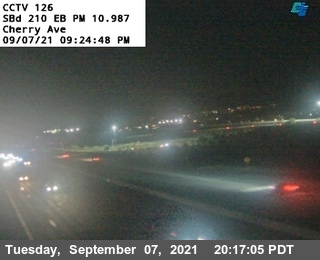 CCTV 126
SBd 210 EB PM 10.987
Cherry Ave
09/07/21 09:24:48 PM
Tuesday, September 07, 2021 20:17:05 PDT